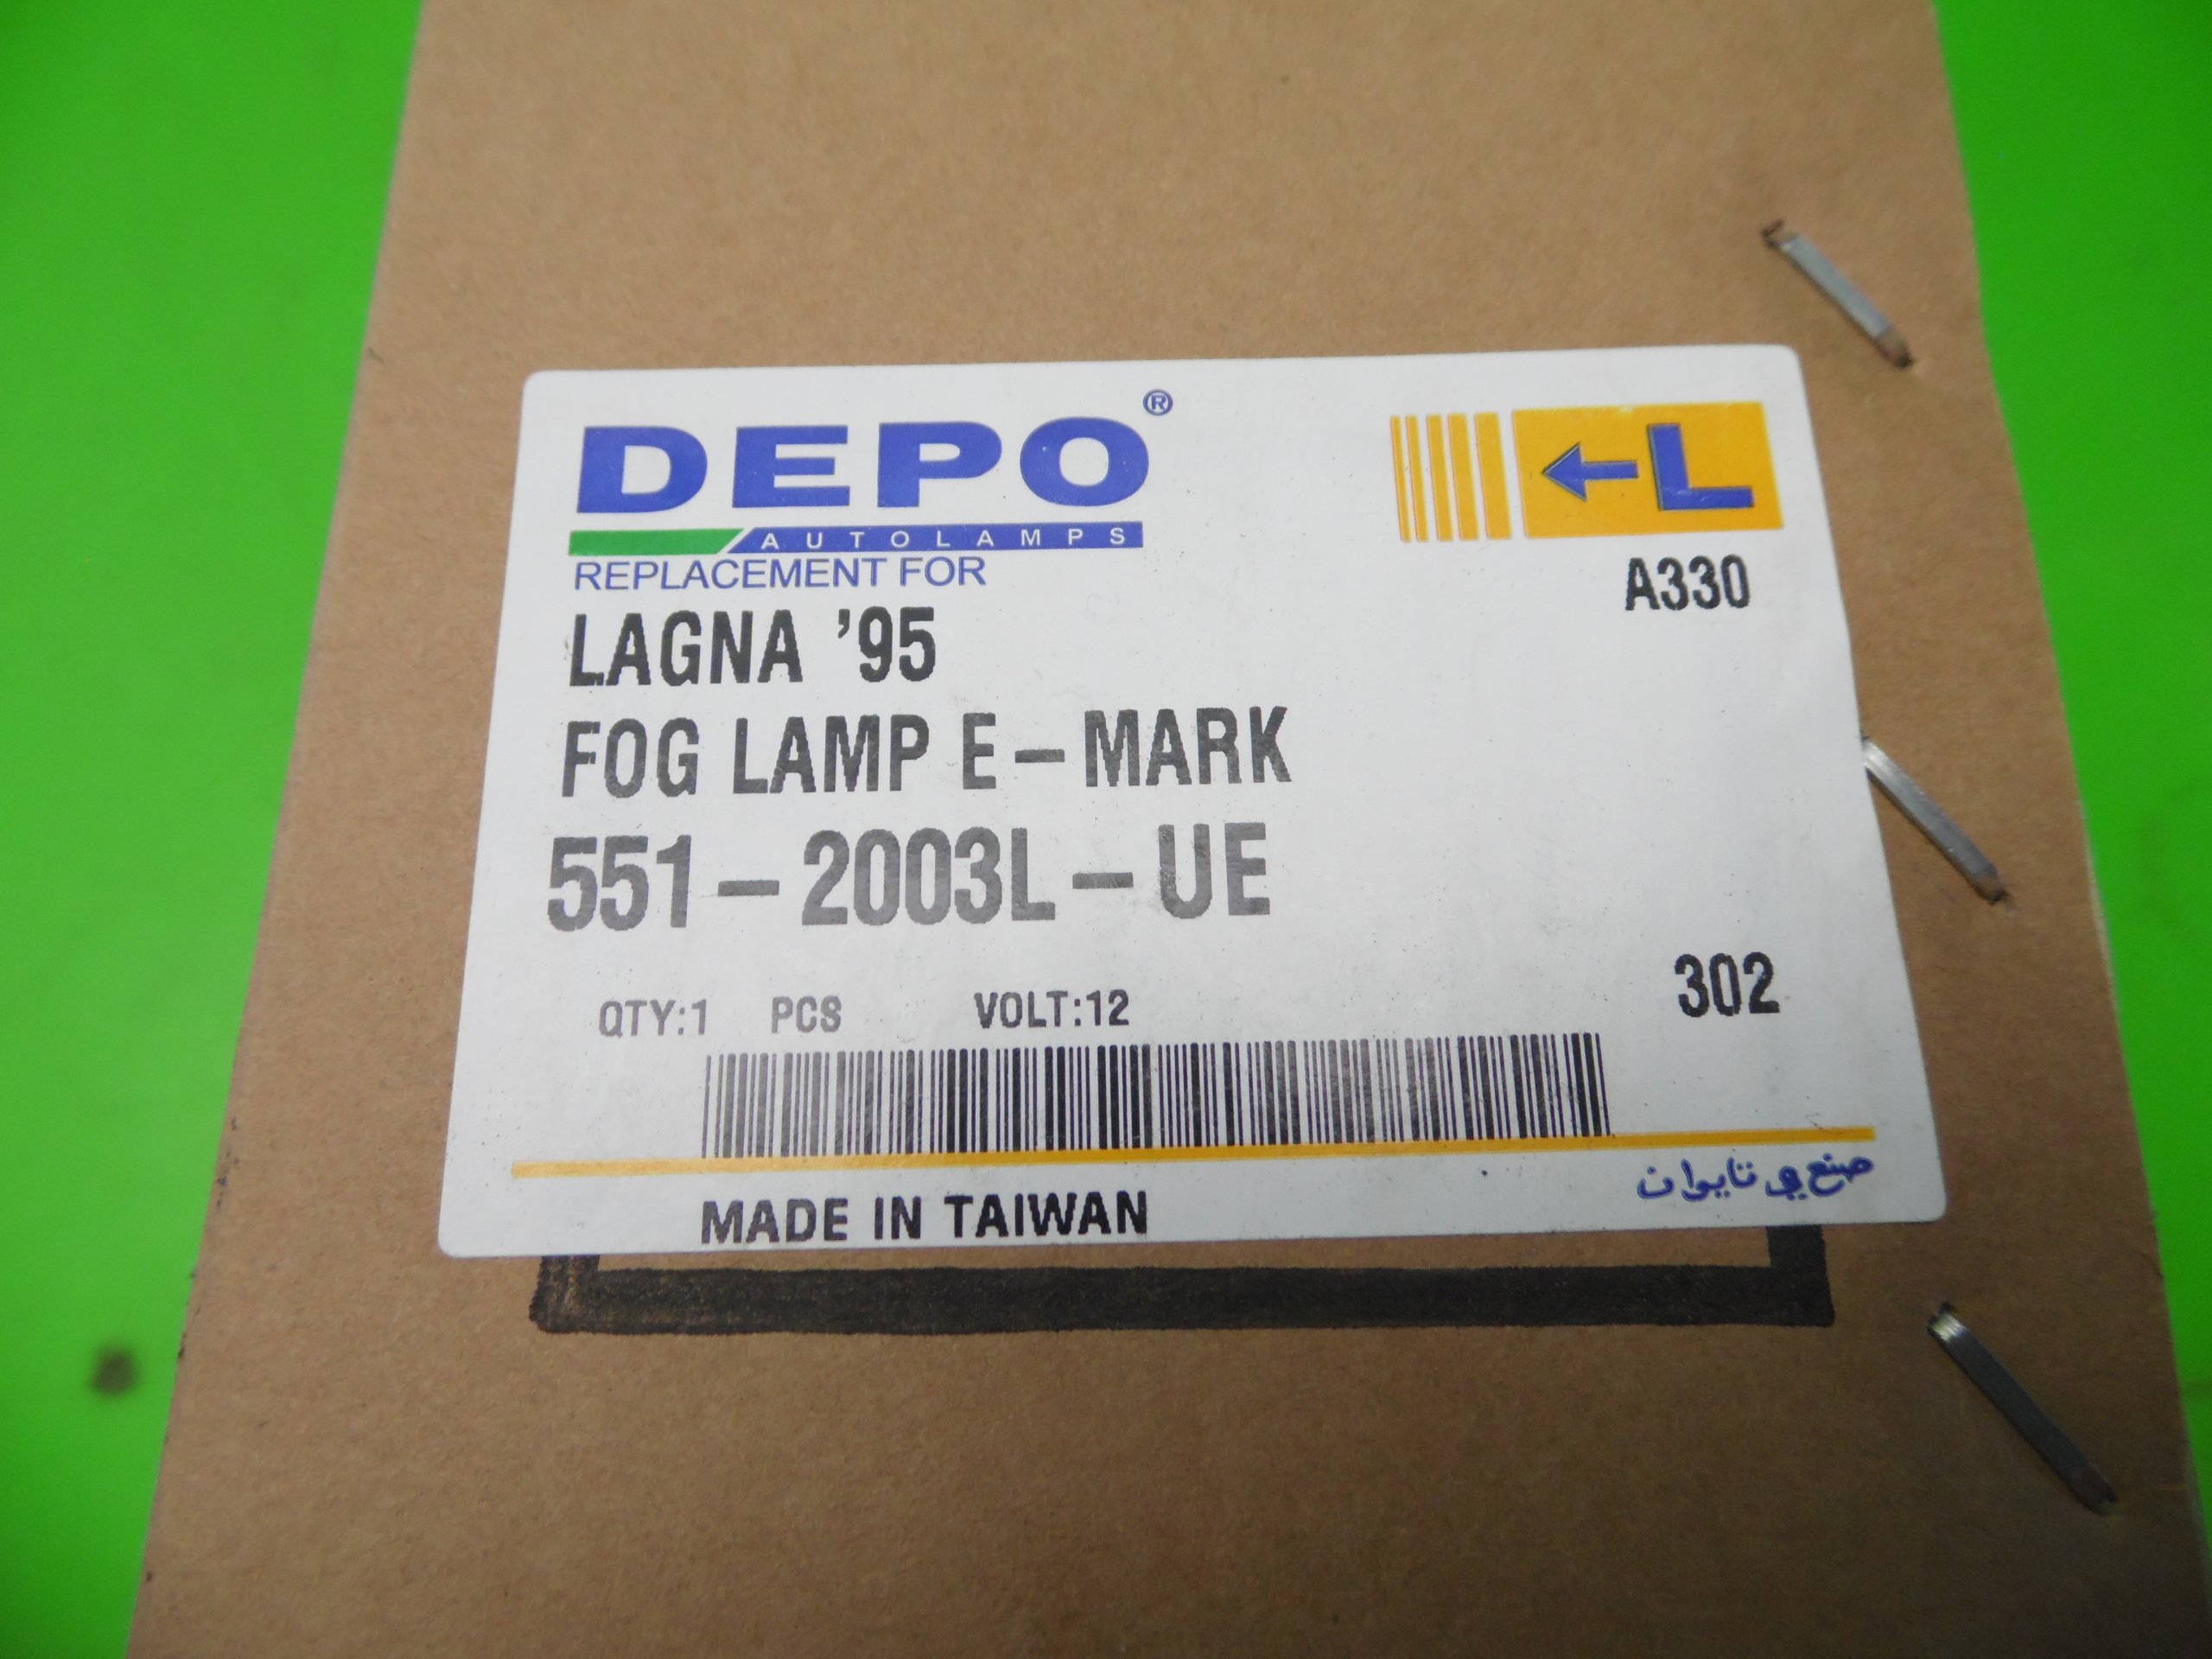 DEPO®
AUTOLAMPS
L
REPLACEMENT FOR
A330
LAGNA '95
FOG LAMP E-MARK
551-2003L-UE
QTY:1 PCS VOLT:12
302
صنع في تايوان
MADE IN TAIWAN